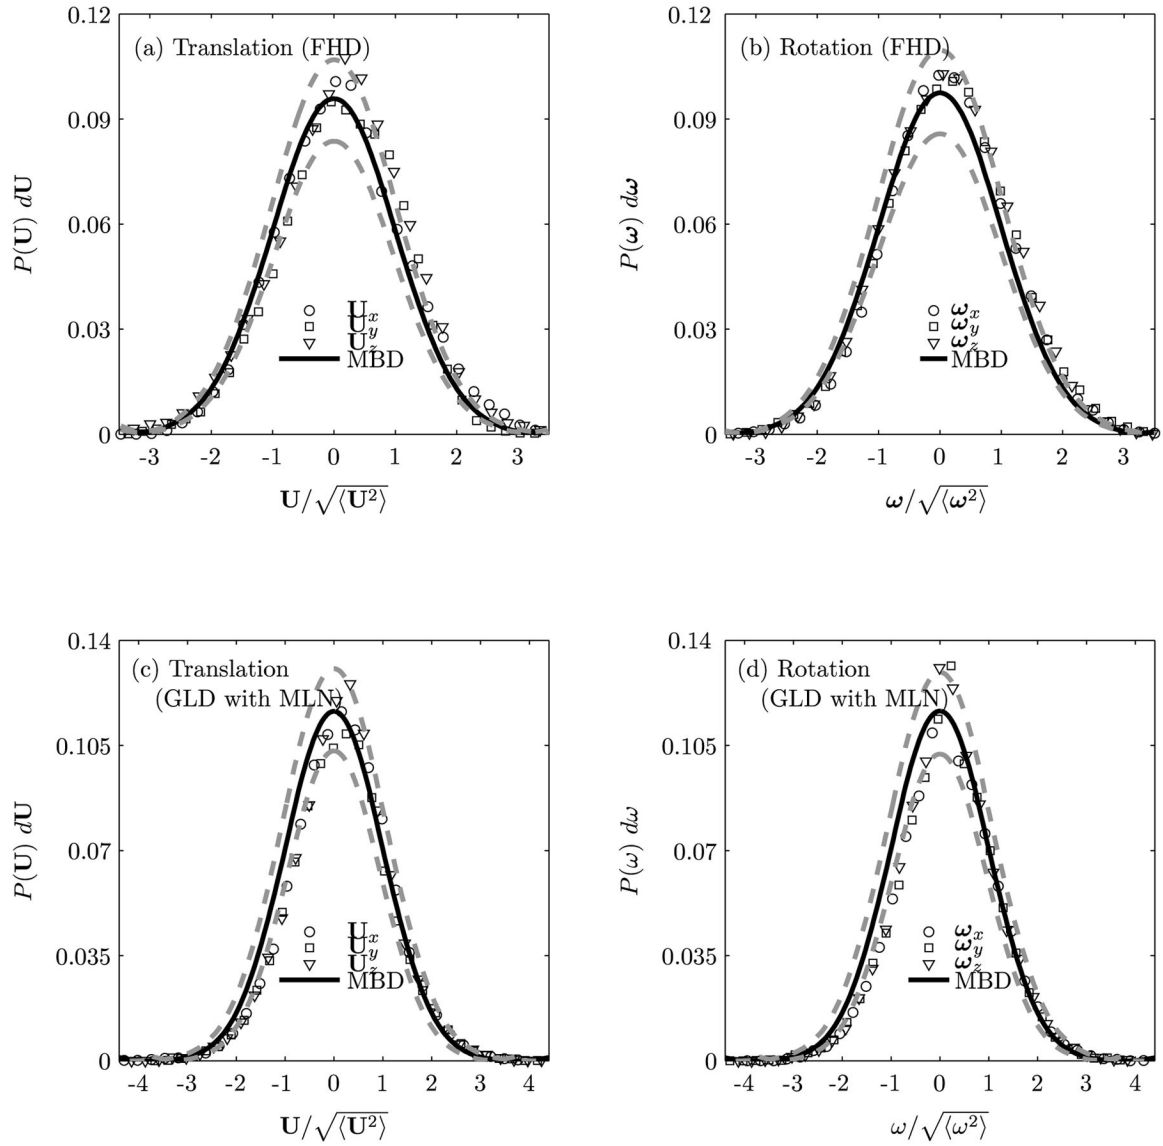 0.12
(a) Translation (FHD)
0.09
0.06
0.03
0
P(U) dU
U_x
U_y
U_z
MBD
-3 -2 -1 0 1 2 3
U/√⟨U²⟩
0.12
(b) Rotation (FHD)
0.09
0.06
0.03
0
P(ω) dω
ω_x
ω_y
ω_z
MBD
-3 -2 -1 0 1 2 3
ω/√⟨ω²⟩
0.14
(c) Translation
(GLD with MLN)
0.105
0.07
0.035
0
P(U) dU
U_x
U_y
U_z
MBD
-4 -3 -2 -1 0 1 2 3 4
U/√⟨U²⟩
0.14
(d) Rotation
(GLD with MLN)
0.105
0.07
0.035
0
P(ω) dω
ω_x
ω_y
ω_z
MBD
-4 -3 -2 -1 0 1 2 3 4
ω/√⟨ω²⟩